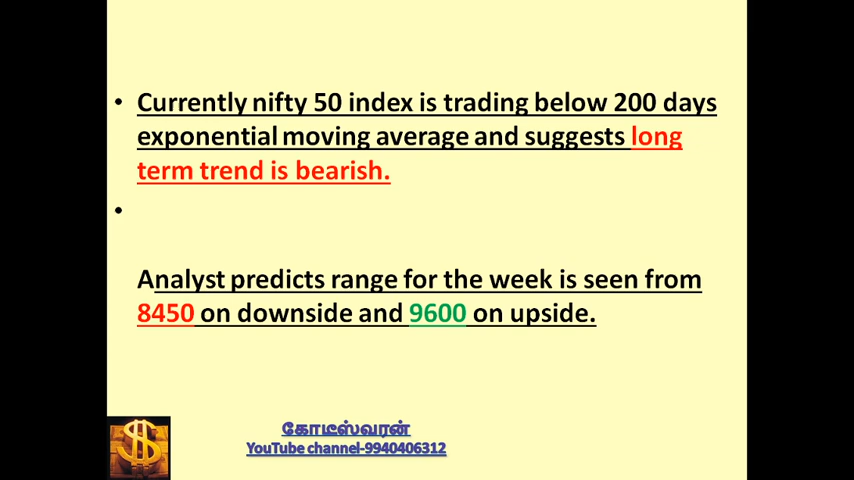 • Currently nifty 50 index is trading below 200 days
exponential moving average and suggests long
term trend is bearish.
•
Analyst predicts range for the week is seen from
8450 on downside and 9600 on upside.
கோடீஸ்வரன்
YouTube channel-9940406312